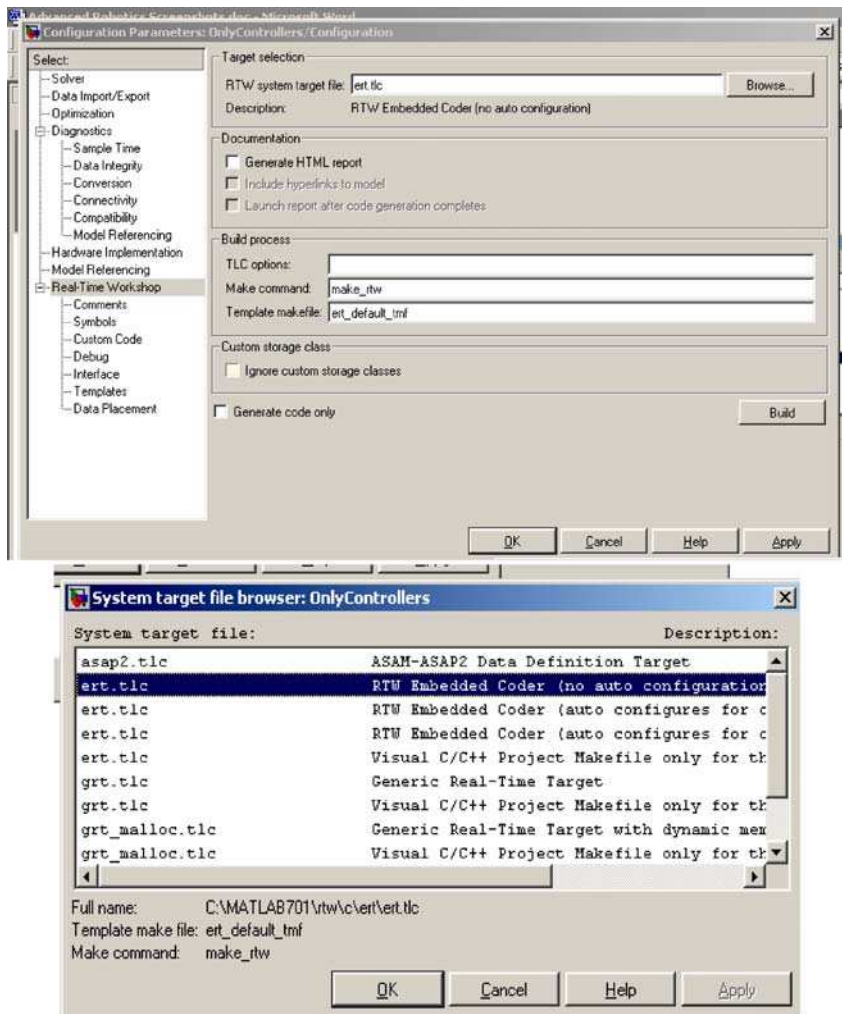 Advanced Robotics Screenshots.doc - Microsoft Word
Configuration Parameters: OnlyControllers/Configuration
Select:
Solver
Data Import/Export
Optimization
Diagnostics
Sample Time
Data Integrity
Conversion
Connectivity
Compatibility
Model Referencing
Hardware Implementation
Model Referencing
Real-Time Workshop
Comments
Symbols
Custom Code
Debug
Interface
Templates
Data Placement
Target selection
RTW system target file: ert.tlc Browse...
Description: RTW Embedded Coder (no auto configuration)
Documentation
Generate HTML report
Include hyperlinks to model
Launch report after code generation completes
Build process
TLC options:
Make command: make_rtw
Template makefile: ert_default_tmf
Custom storage class
Ignore custom storage classes
Generate code only Build
OK Cancel Help Apply
System target file browser: OnlyControllers
System target file: Description:
asap2.tlc ASAM-ASAP2 Data Definition Target
ert.tlc RTW Embedded Coder (no auto configuration
ert.tlc RTW Embedded Coder (auto configures for c
ert.tlc RTW Embedded Coder (auto configures for c
ert.tlc Visual C/C++ Project Makefile only for th
grt.tlc Generic Real-Time Target
grt.tlc Visual C/C++ Project Makefile only for th
grt_malloc.tlc Generic Real-Time Target with dynamic mem
grt_malloc.tlc Visual C/C++ Project Makefile only for th
Full name: C:\MATLAB701\rtw\c\ert\ert.tlc
Template make file: ert_default_tmf
Make command: make_rtw
OK Cancel Help Apply